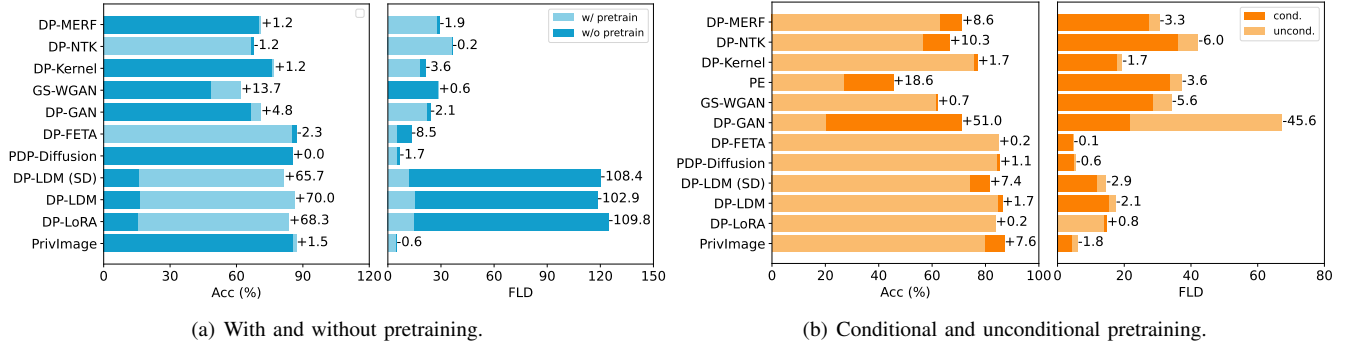 DP-MERF +1.2 -1.9
DP-NTK -1.2 -0.2
DP-Kernel +1.2 -3.6
GS-WGAN +13.7 +0.6
DP-GAN +4.8 -2.1
DP-FETA -2.3 -8.5
PDP-Diffusion +0.0 -1.7
DP-LDM (SD) +65.7 -108.4
DP-LDM +70.0 -102.9
DP-LoRA +68.3 -109.8
PrivImage +1.5 -0.6
w/ pretrain
w/o pretrain
0 30 60 90 120
Acc (%)
0 30 60 90 120 150
FLD
(a) With and without pretraining.
DP-MERF +8.6 -3.3
DP-NTK +10.3 -6.0
DP-Kernel +1.7 -1.7
PE +18.6 -3.6
GS-WGAN +0.7 -5.6
DP-GAN +51.0 -45.6
DP-FETA +0.2 -0.1
PDP-Diffusion +1.1 -0.6
DP-LDM (SD) +7.4 -2.9
DP-LDM +1.7 -2.1
DP-LoRA +0.2 +0.8
PrivImage +7.6 -1.8
cond.
uncond.
0 20 40 60 80 100
Acc (%)
0 20 40 60 80
FLD
(b) Conditional and unconditional pretraining.